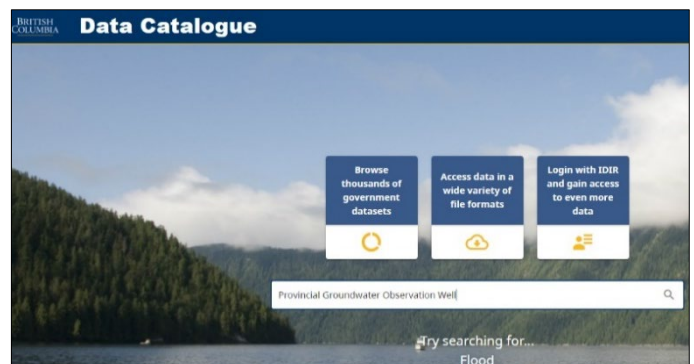 BRITISH
COLUMBIA
Data Catalogue
Browse
thousands of
government
datasets
Access data in a
wide variety of
file formats
Login with IDIR
and gain access
to even more
data
Provincial Groundwater Observation Well
Try searching for...
Flood